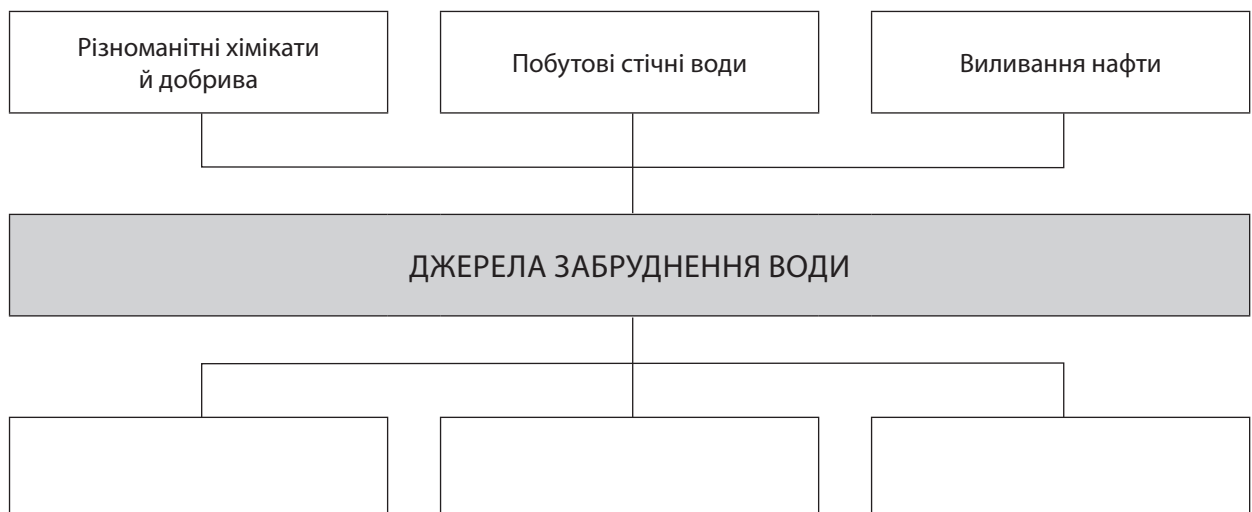 Різноманітні хімікати
й добрива
Побутові стічні води
Виливання нафти
ДЖЕРЕЛА ЗАБРУДНЕННЯ ВОДИ